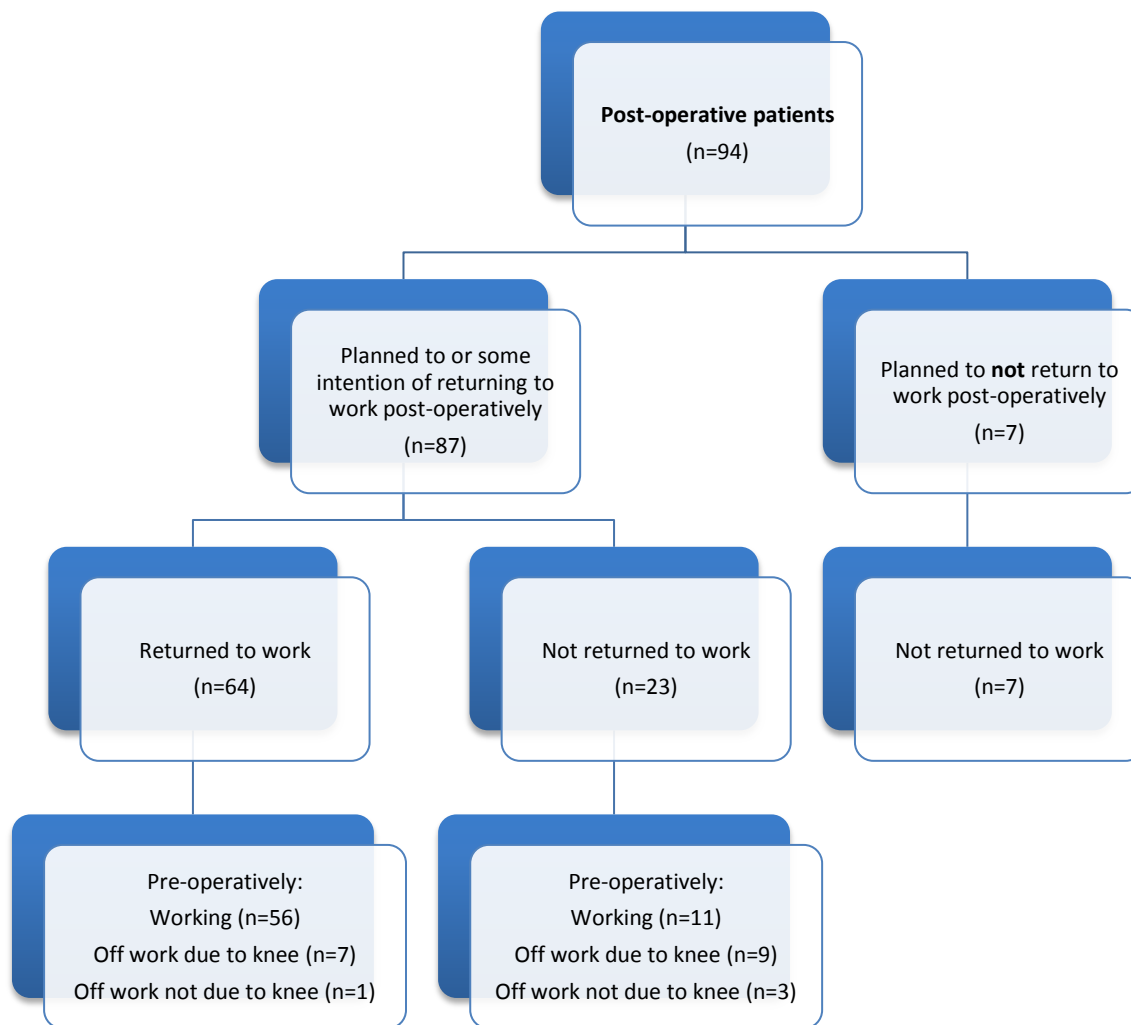 Post-operative patients
(n=94)
Planned to or some
intention of returning to
work post-operatively
(n=87)
Planned to not return to
work post-operatively
(n=7)
Returned to work
(n=64)
Not returned to work
(n=23)
Not returned to work
(n=7)
Pre-operatively:
Working (n=56)
Off work due to knee (n=7)
Off work not due to knee (n=1)
Pre-operatively:
Working (n=11)
Off work due to knee (n=9)
Off work not due to knee (n=3)